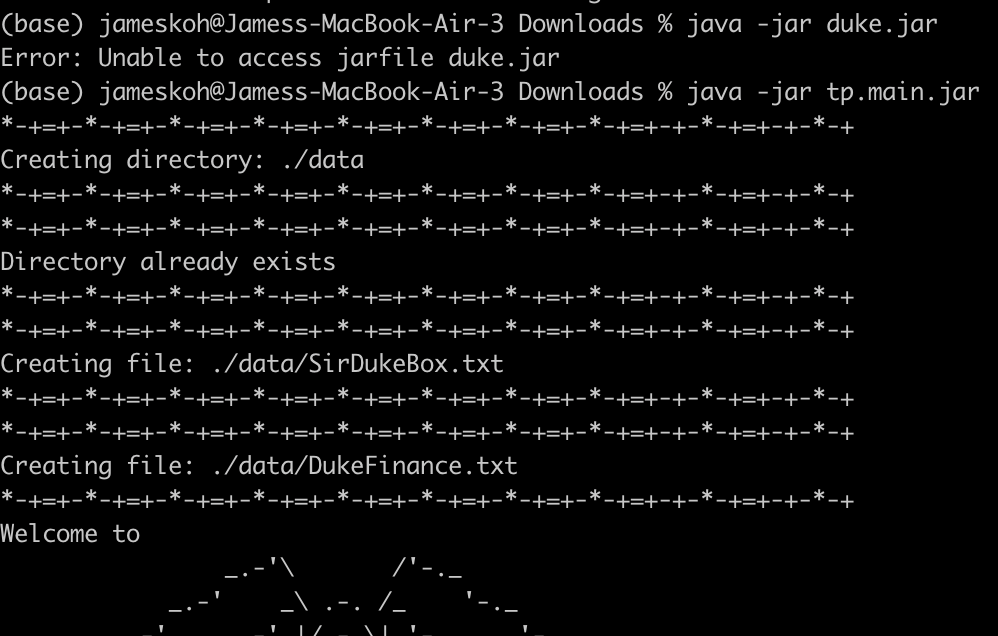 (base) jameskoh@Jamess-MacBook-Air-3 Downloads % java -jar duke.jar
Error: Unable to access jarfile duke.jar
(base) jameskoh@Jamess-MacBook-Air-3 Downloads % java -jar tp.main.jar
*-+=+-*-+=+-*-+=+-*-+=+-*-+=+-*-+=+-*-+=+-*-+=+-*-+=+-*-+=+-*
Creating directory: ./data
*-+=+-*-+=+-*-+=+-*-+=+-*-+=+-*-+=+-*-+=+-*-+=+-*-+=+-*-+=+-*
*-+=+-*-+=+-*-+=+-*-+=+-*-+=+-*-+=+-*-+=+-*-+=+-*-+=+-*-+=+-*
Directory already exists
*-+=+-*-+=+-*-+=+-*-+=+-*-+=+-*-+=+-*-+=+-*-+=+-*-+=+-*-+=+-*
*-+=+-*-+=+-*-+=+-*-+=+-*-+=+-*-+=+-*-+=+-*-+=+-*-+=+-*-+=+-*
Creating file: ./data/SirDukeBox.txt
*-+=+-*-+=+-*-+=+-*-+=+-*-+=+-*-+=+-*-+=+-*-+=+-*-+=+-*-+=+-*
*-+=+-*-+=+-*-+=+-*-+=+-*-+=+-*-+=+-*-+=+-*-+=+-*-+=+-*-+=+-*
Creating file: ./data/DukeFinance.txt
*-+=+-*-+=+-*-+=+-*-+=+-*-+=+-*-+=+-*-+=+-*-+=+-*-+=+-*-+=+-*
Welcome to